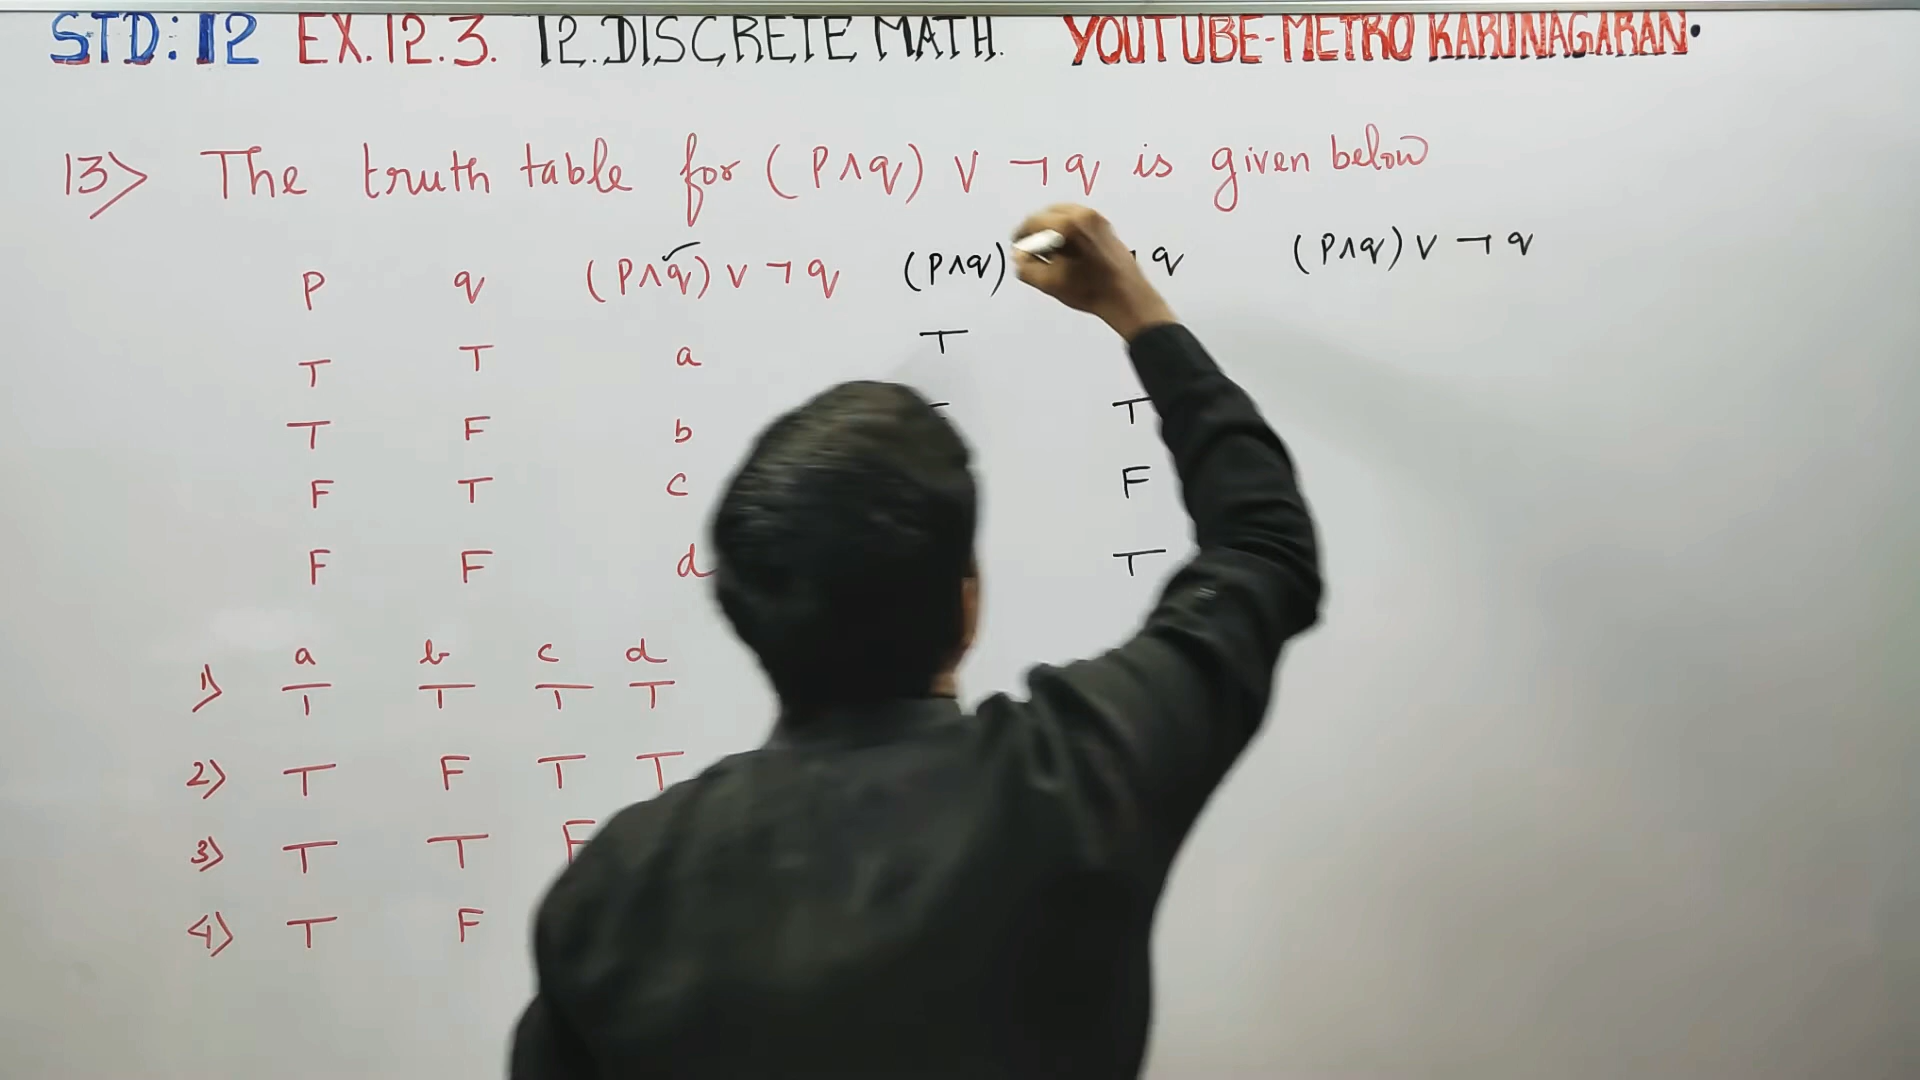 STD: 12 EX.12.3. 12.DISCRETE MATH. YOUTUBE-METRO KARUNAGARAN.
13) The truth table for (P∧q) ∨ ¬q is given below
P q (P∧q) ∨ ¬q (P∧q) q (P∧q) ∨ ¬q
T T a T
T F b T
F T c F
F F d T
a b c d
1) T T T T
2) T F T T
3) T T F
4) T F